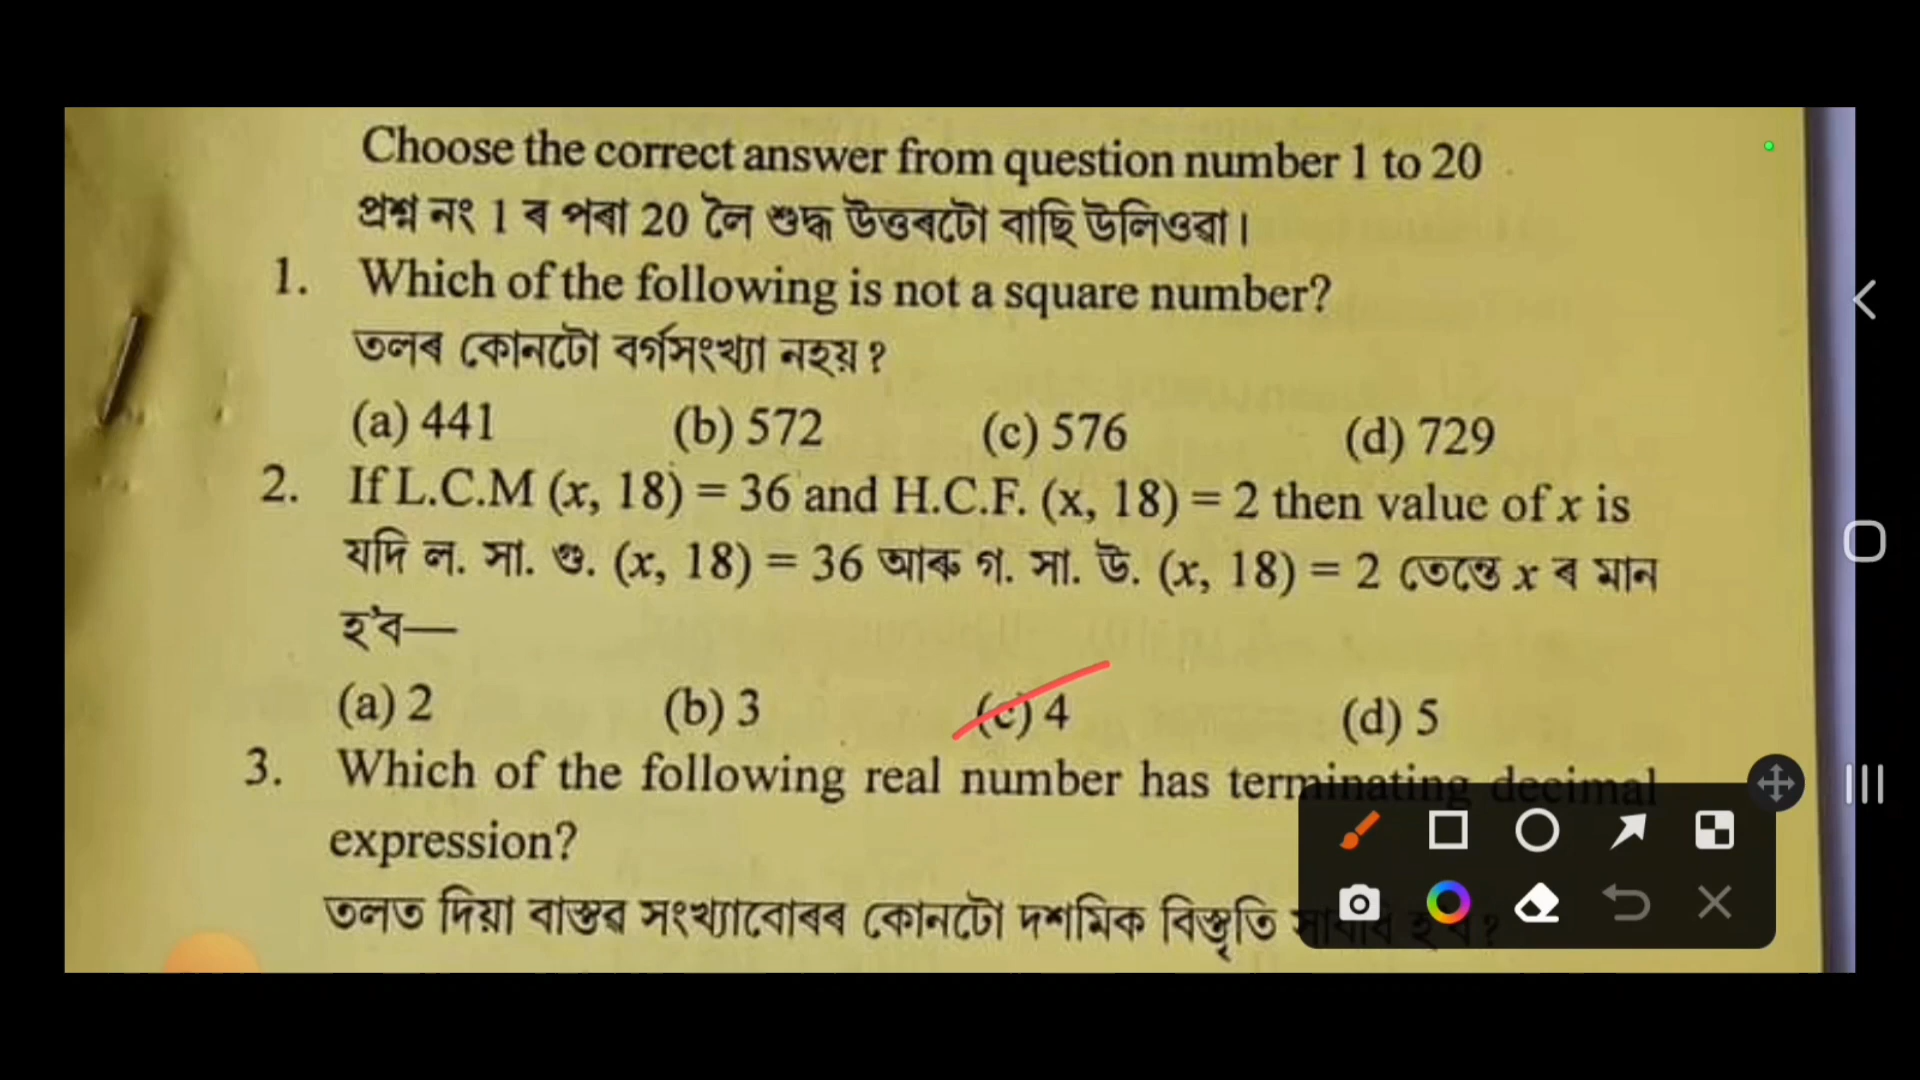 Choose the correct answer from question number 1 to 20
প্ৰশ্ন নং 1 ৰ পৰা 20 লৈ শুদ্ধ উত্তৰটো বাছি উলিওৱা।
1. Which of the following is not a square number?
তলৰ কোনটো বৰ্গসংখ্যা নহয়?
(a) 441 (b) 572 (c) 576 (d) 729
2. If L.C.M (x, 18) = 36 and H.C.F. (x, 18) = 2 then value of x is
যদি ল. সা. গু. (x, 18) = 36 আৰু গ. সা. উ. (x, 18) = 2 তেন্তে x ৰ মান
হ'ব—
(a) 2 (b) 3 (c) 4 (d) 5
3. Which of the following real number has terminating decimal
expression?
তলত দিয়া বাস্তৱ সংখ্যাবোৰৰ কোনটো দশমিক বিস্তৃতি